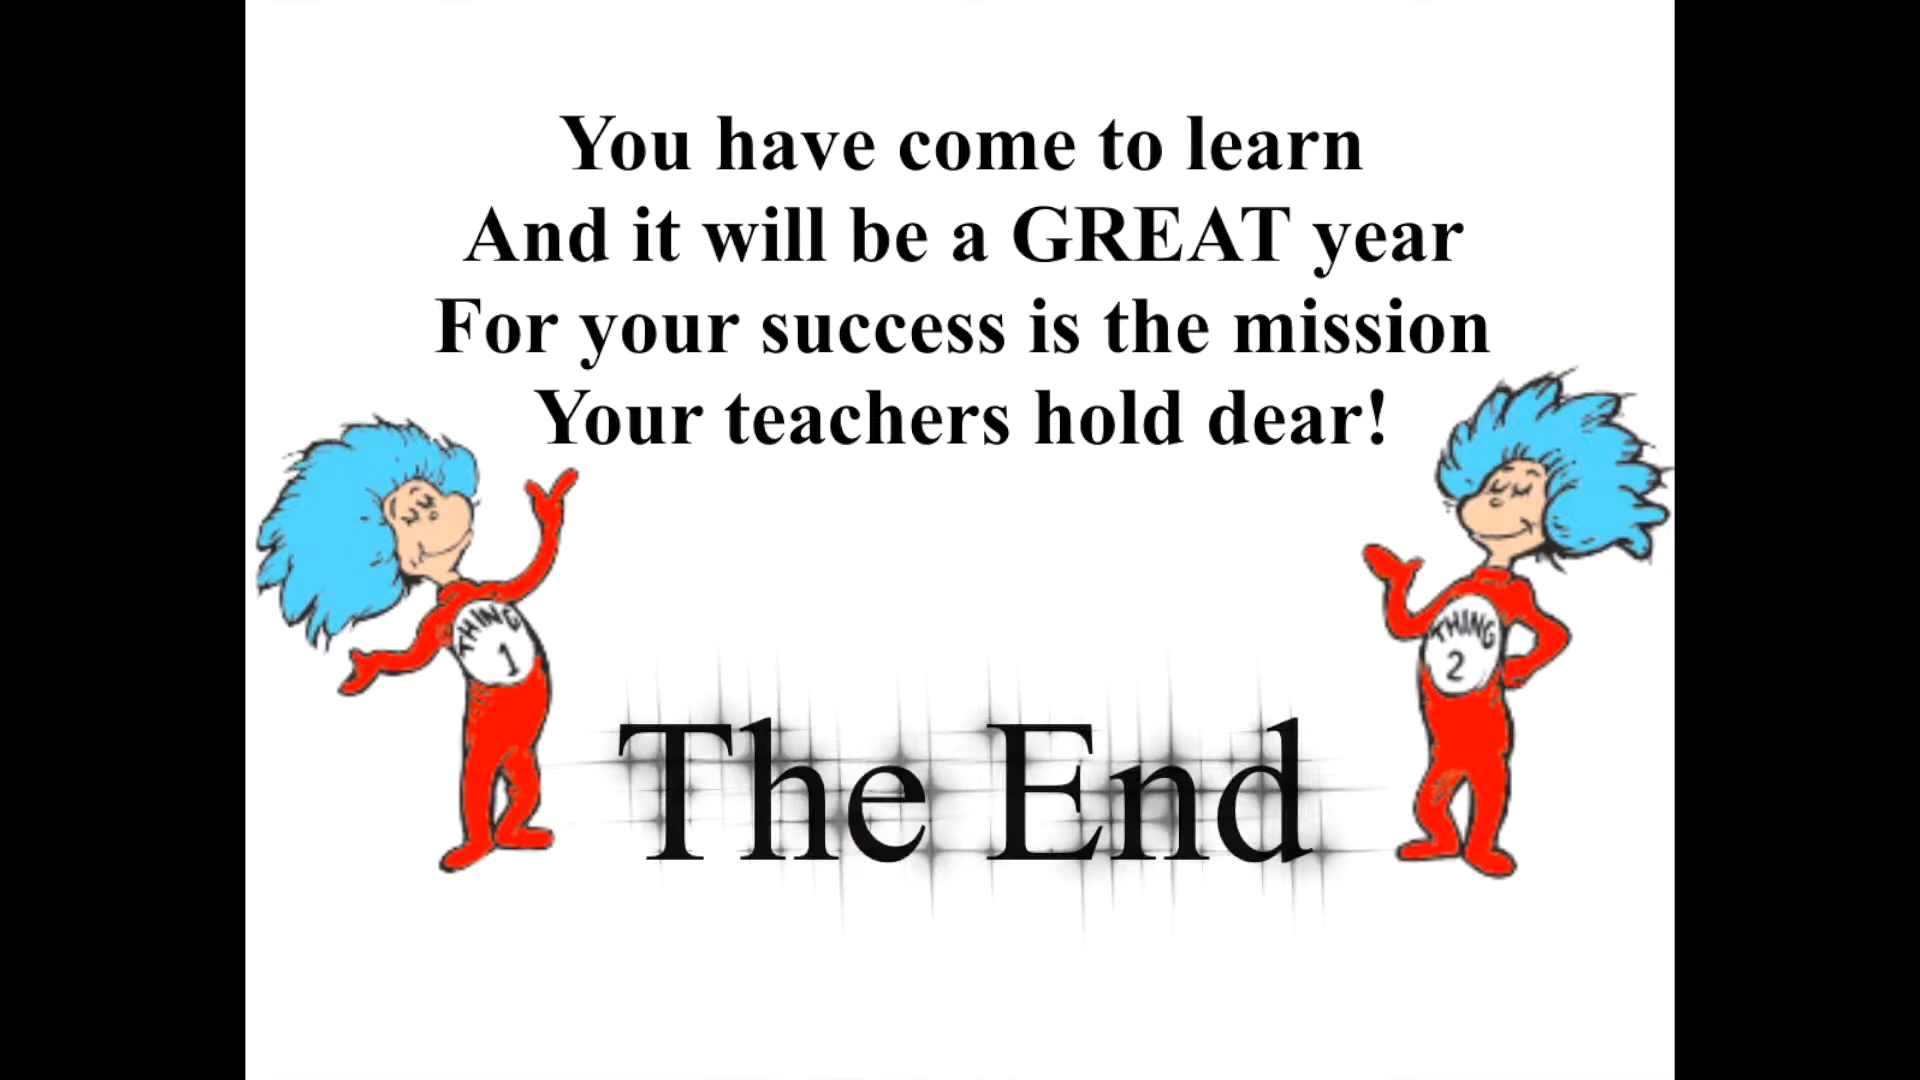 You have come to learn
And it will be a GREAT year
For your success is the mission
Your teachers hold dear!
THING
1
THING
2
The End